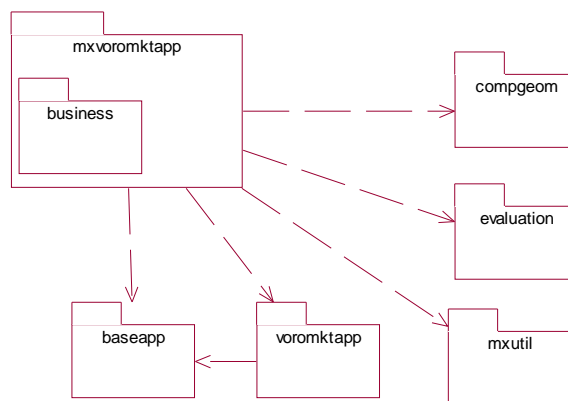 mxvoromktapp
business
compgeom
evaluation
baseapp
voromktapp
mxutil